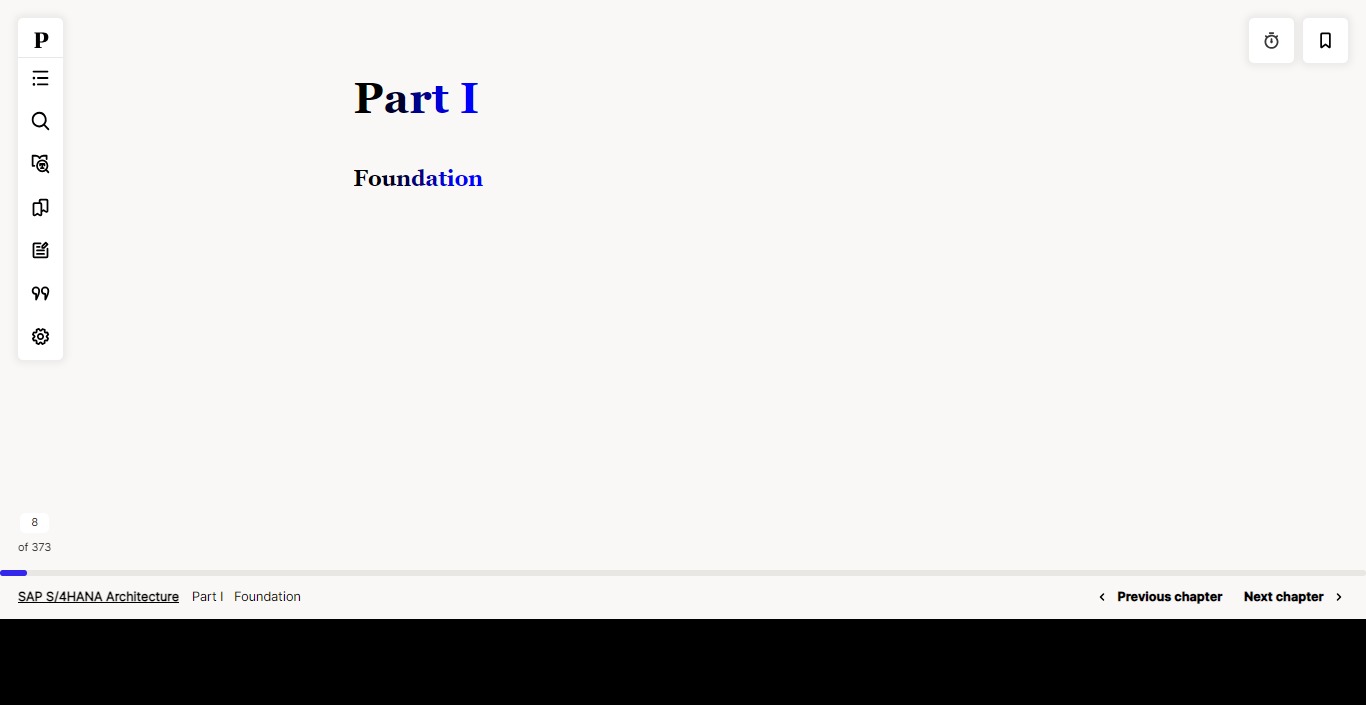 P
Part I
Foundation
8
of 373
SAP S/4HANA Architecture Part I Foundation
Previous chapter Next chapter